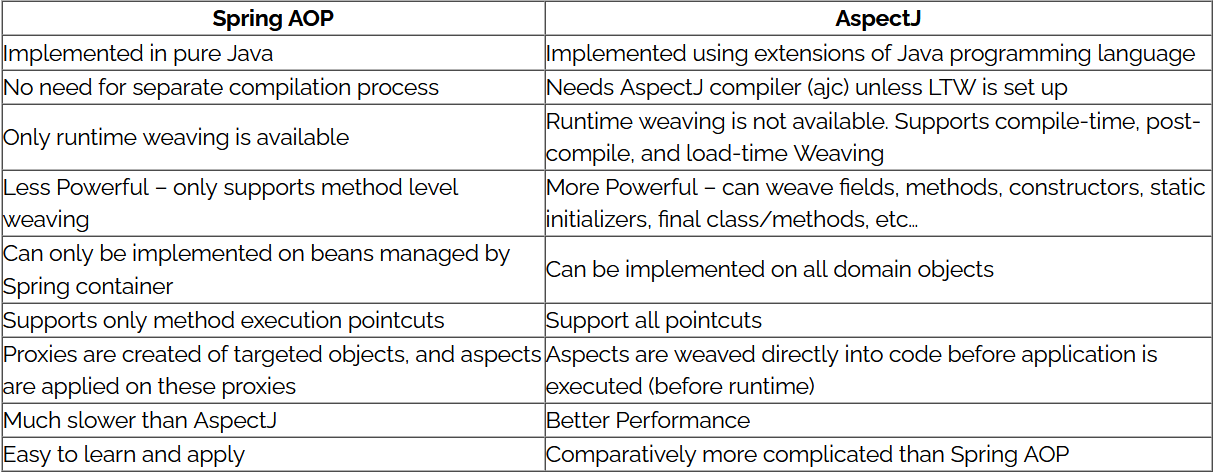 Spring AOP
AspectJ
Implemented in pure Java
Implemented using extensions of Java programming language
No need for separate compilation process
Needs AspectJ compiler (ajc) unless LTW is set up
Only runtime weaving is available
Runtime weaving is not available. Supports compile-time, post-
compile, and load-time Weaving
Less Powerful – only supports method level
weaving
More Powerful – can weave fields, methods, constructors, static
initializers, final class/methods, etc…
Can only be implemented on beans managed by
Spring container
Can be implemented on all domain objects
Supports only method execution pointcuts
Support all pointcuts
Proxies are created of targeted objects, and aspects
are applied on these proxies
Aspects are weaved directly into code before application is
executed (before runtime)
Much slower than AspectJ
Better Performance
Easy to learn and apply
Comparatively more complicated than Spring AOP